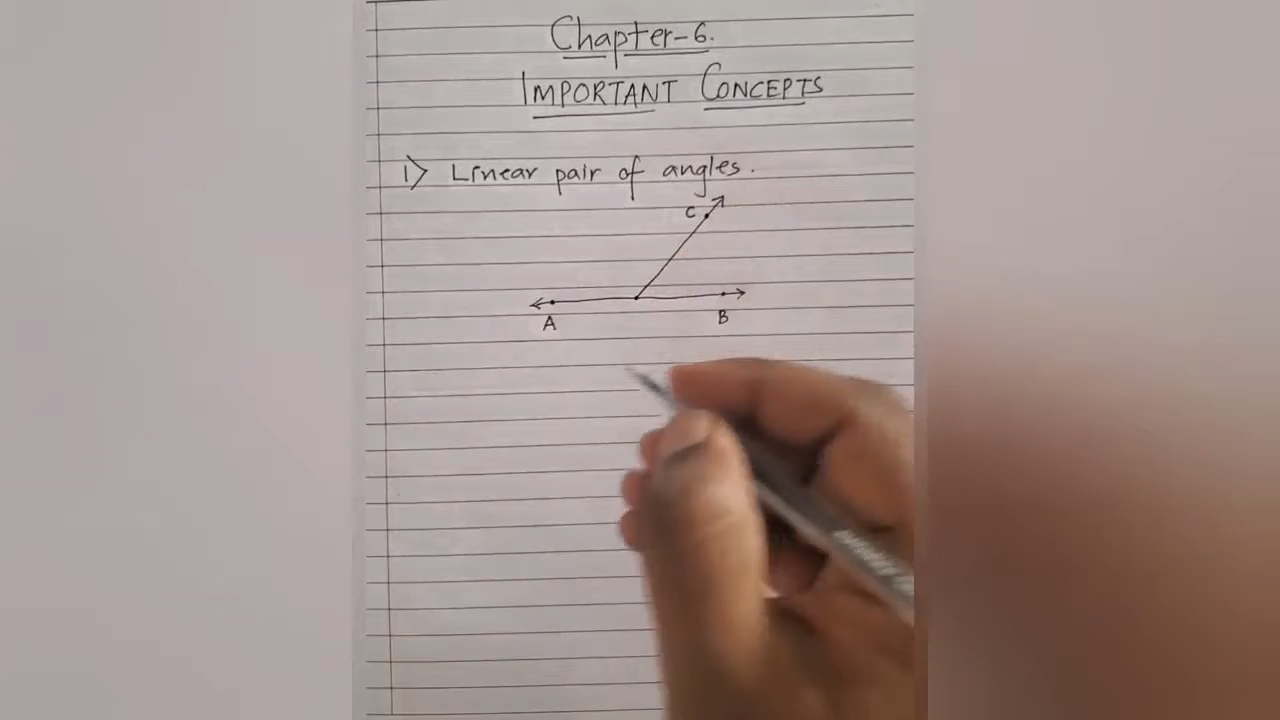 Chapter-6.
IMPORTANT CONCEPTS
1> Linear pair of angles.
C
A
B